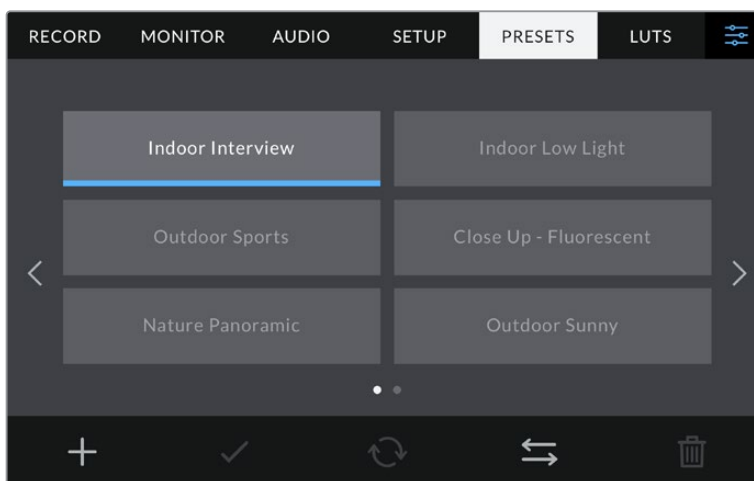 RECORD MONITOR AUDIO SETUP PRESETS LUTS
Indoor Interview Indoor Low Light
Outdoor Sports Close Up - Fluorescent
Nature Panoramic Outdoor Sunny